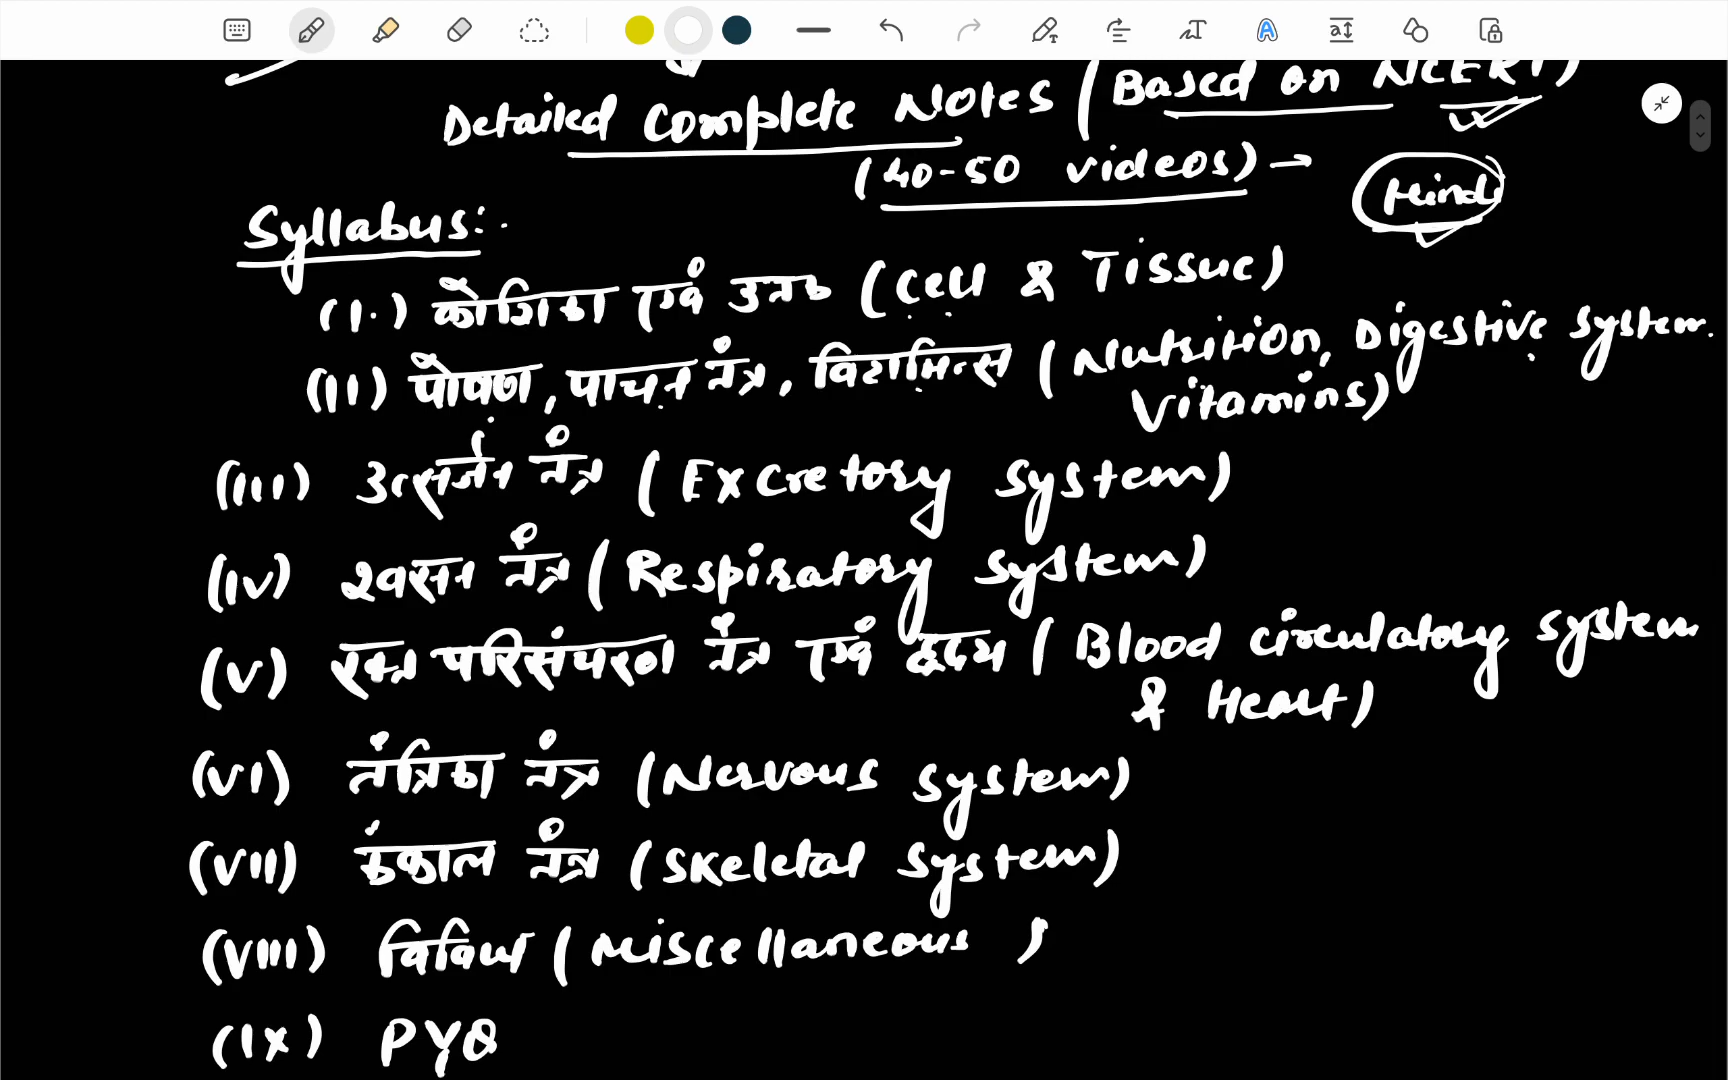 Detailed Complete Notes (Based on NCERT)
(40-50 videos) → Hindi
Syllabus:-
(I.) कोशिका एवं उतक (Cell & Tissue)
(II) पोषण, पाचन तंत्र, विटामिन्स (Nutrition, Digestive System.
Vitamins)
(III) उत्सर्जन तंत्र (Excretory System)
(IV) श्वसन तंत्र (Respiratory System)
(V) रक्त परिसंचरण तंत्र एवं हृदय (Blood circulatory System
& Heart)
(VI) तंत्रिका तंत्र (Nervous System)
(VII) कंकाल तंत्र (Skeletal System)
(VIII) विविध (Miscellaneous)
(IX) PYQ